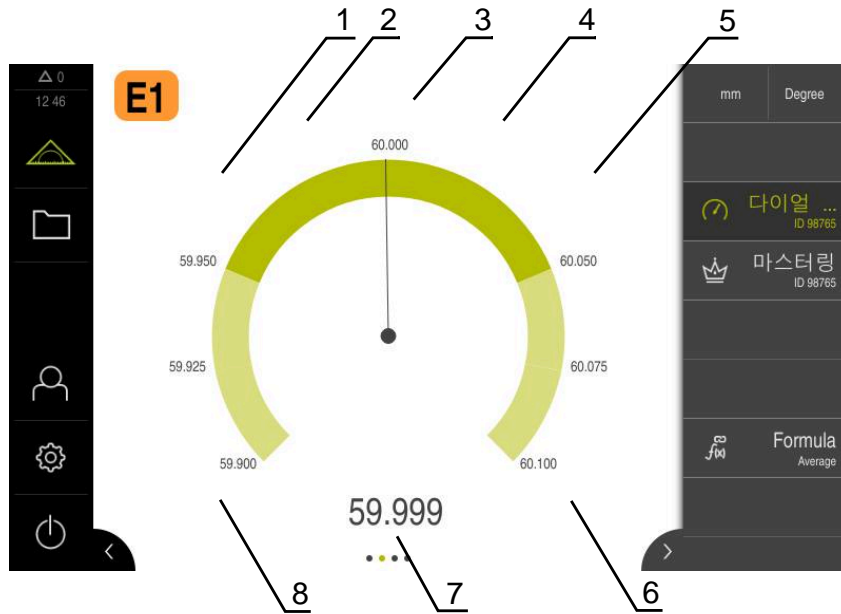 1 2 3 4 5
△ 0
12 46
E1
mm Degree
60.000
다이얼 ...
ID 98765
59.950
60.050
마스터링
ID 98765
59.925
60.075
59.900
60.100
Formula
f(x)
Average
59.999
8 7 6